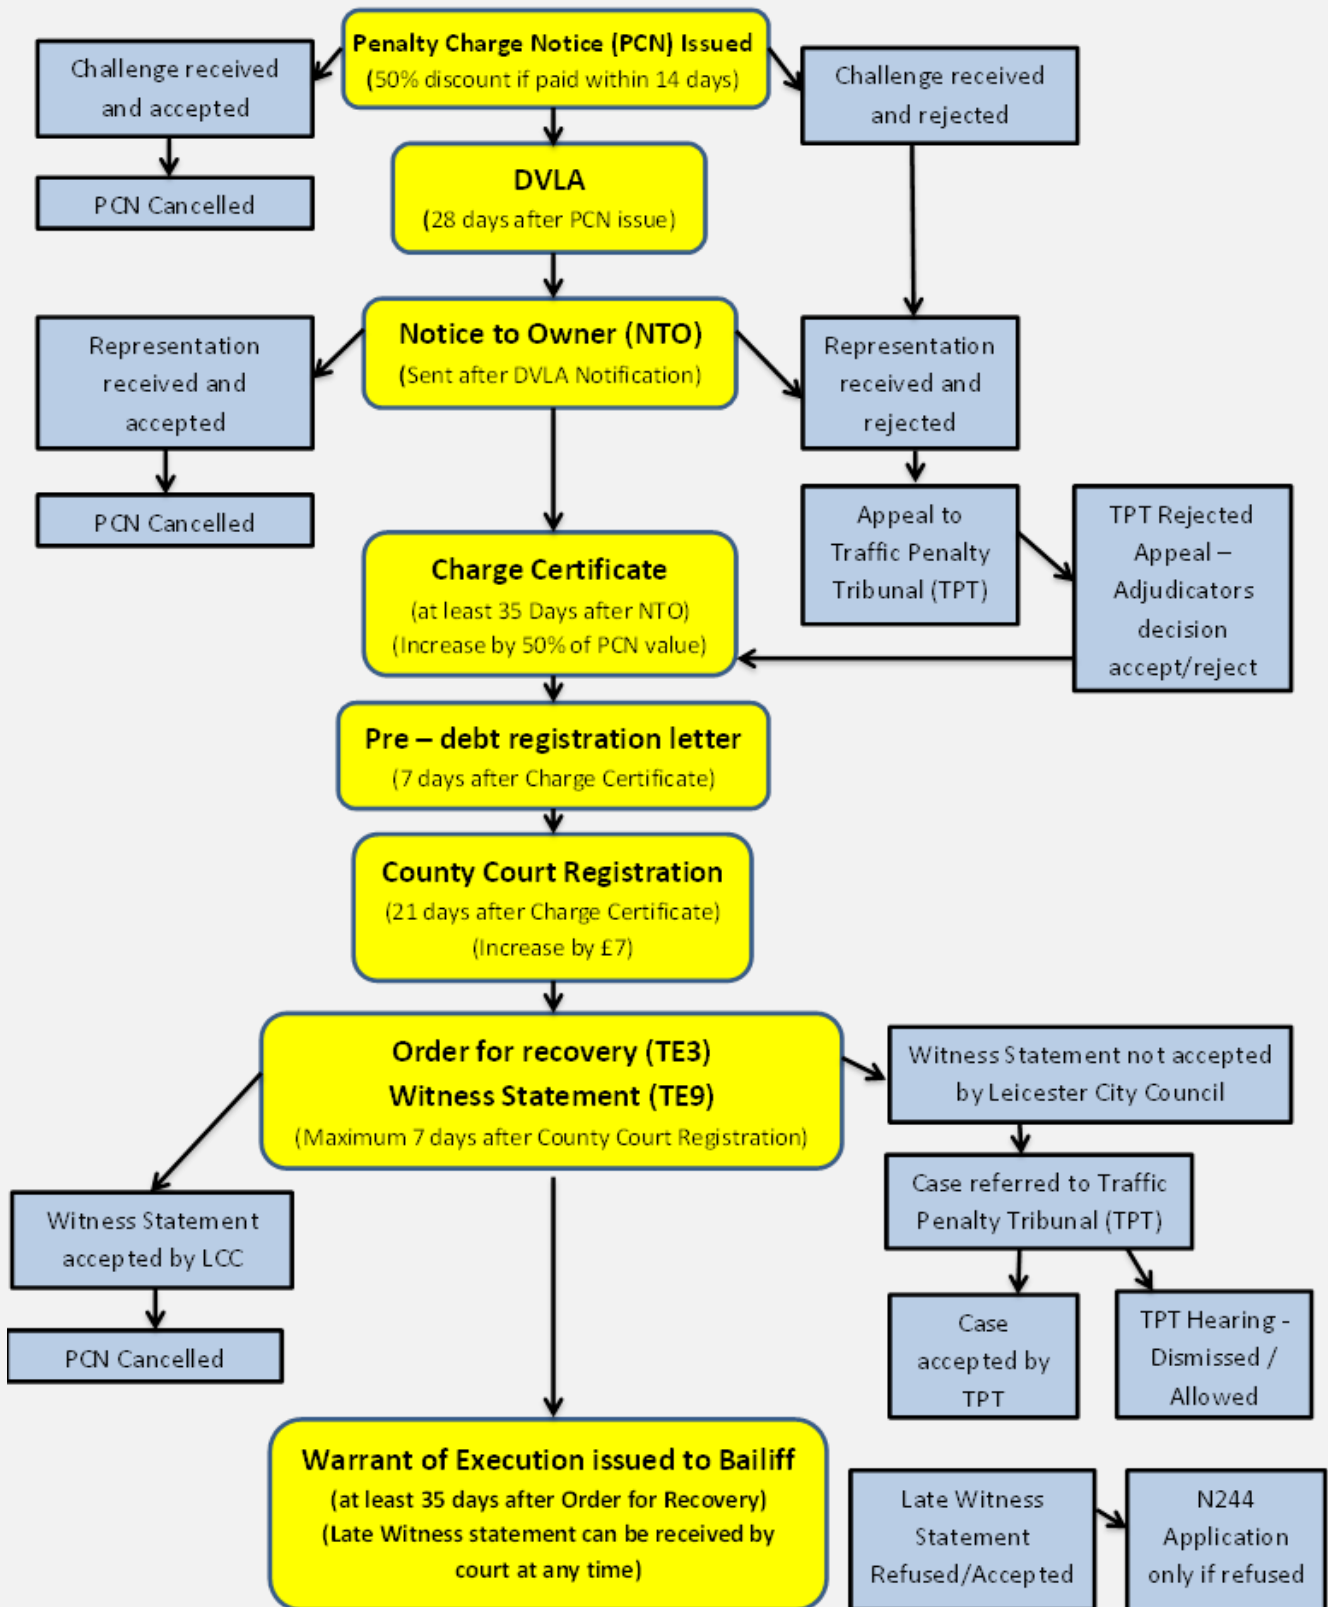 Penalty Charge Notice (PCN) Issued
(50% discount if paid within 14 days)
Challenge received
and accepted
Challenge received
and rejected
PCN Cancelled
DVLA
(28 days after PCN issue)
Notice to Owner (NTO)
(Sent after DVLA Notification)
Representation
received and
accepted
Representation
received and
rejected
PCN Cancelled
Appeal to
Traffic Penalty
Tribunal (TPT)
TPT Rejected
Appeal –
Adjudicators
decision
accept/reject
Charge Certificate
(at least 35 Days after NTO)
(Increase by 50% of PCN value)
Pre – debt registration letter
(7 days after Charge Certificate)
County Court Registration
(21 days after Charge Certificate)
(Increase by £7)
Order for recovery (TE3)
Witness Statement (TE9)
(Maximum 7 days after County Court Registration)
Witness Statement not accepted
by Leicester City Council
Witness Statement
accepted by LCC
Case referred to Traffic
Penalty Tribunal (TPT)
PCN Cancelled
Case
accepted by
TPT
TPT Hearing -
Dismissed /
Allowed
Warrant of Execution issued to Bailiff
(at least 35 days after Order for Recovery)
(Late Witness statement can be received by
court at any time)
Late Witness
Statement
Refused/Accepted
N244
Application
only if refused